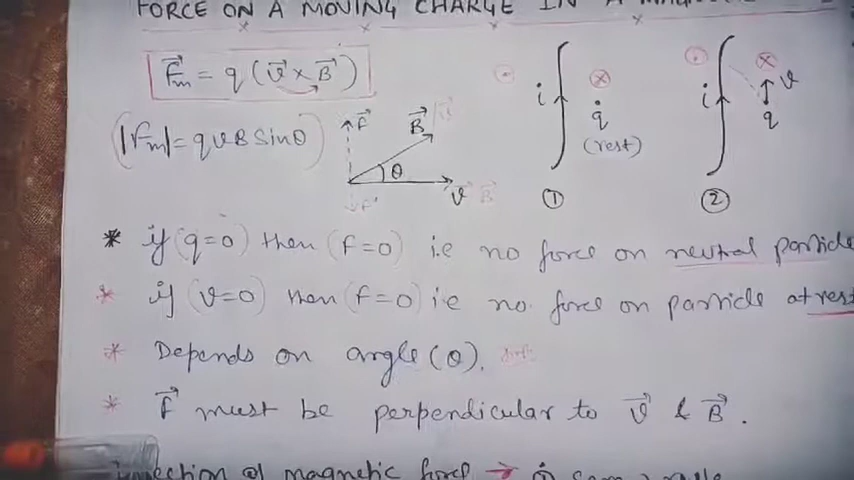 FORCE ON A MOVING CHARGE IN A
F⃗m = q (v⃗ × B⃗)
|Fm| = qvB Sinθ
F⃗
B⃗
θ
v⃗ B⃗
F'
i
q
(rest)
①
i
v
q
②
* if (q=0) then (f=0) i.e no force on neutral particle
* if (v=0) then (f=0) i.e no force on particle at rest
* Depends on angle (θ).
* F⃗ must be perpendicular to v⃗ & B⃗.
of magnetic force →